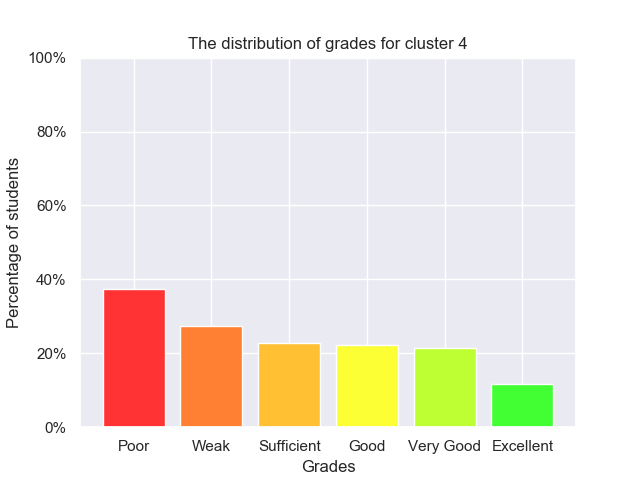 The distribution of grades for cluster 4
100%
80%
60%
40%
20%
0%
Percentage of students
Poor Weak Sufficient Good Very Good Excellent
Grades